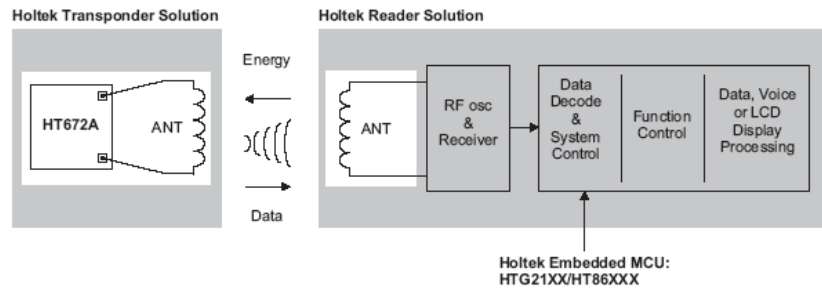 Holtek Transponder Solution
Holtek Reader Solution
HT672A
ANT
Energy
Data
ANT
RF osc
&
Receiver
Data
Decode
&
System
Control
Function
Control
Data, Voice
or LCD
Display
Processing
Holtek Embedded MCU:
HTG21XX/HT86XXX